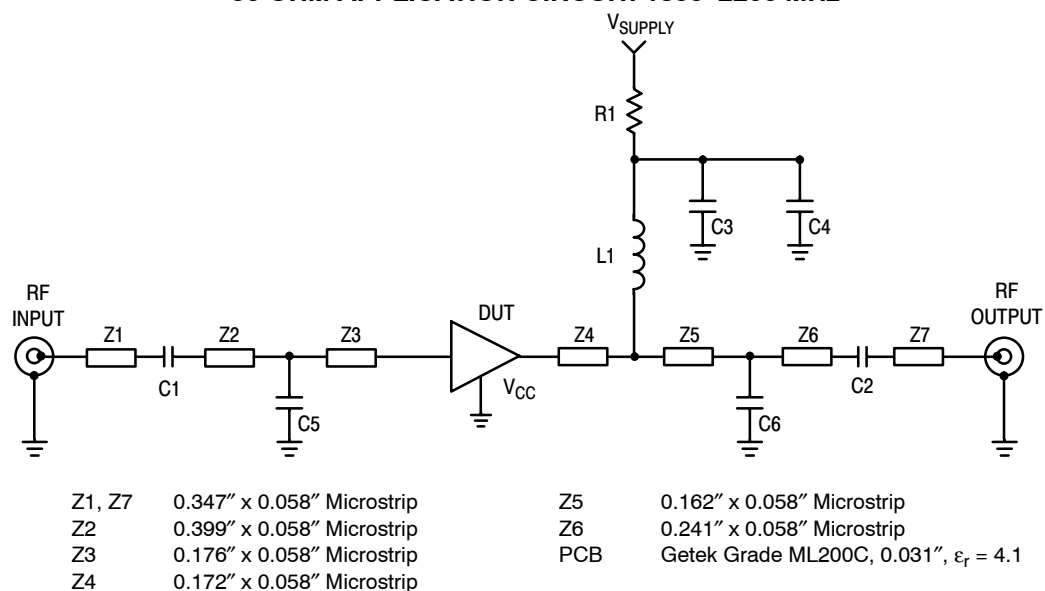 V_SUPPLY
R1
C3
C4
L1
RF
INPUT
DUT
RF
OUTPUT
Z1
Z2
Z3
Z4
Z5
Z6
Z7
C1
C5
V_CC
C6
C2
Z1, Z7 0.347″ x 0.058″ Microstrip
Z2 0.399″ x 0.058″ Microstrip
Z3 0.176″ x 0.058″ Microstrip
Z4 0.172″ x 0.058″ Microstrip
Z5 0.162″ x 0.058″ Microstrip
Z6 0.241″ x 0.058″ Microstrip
PCB Getek Grade ML200C, 0.031″, ε_r = 4.1